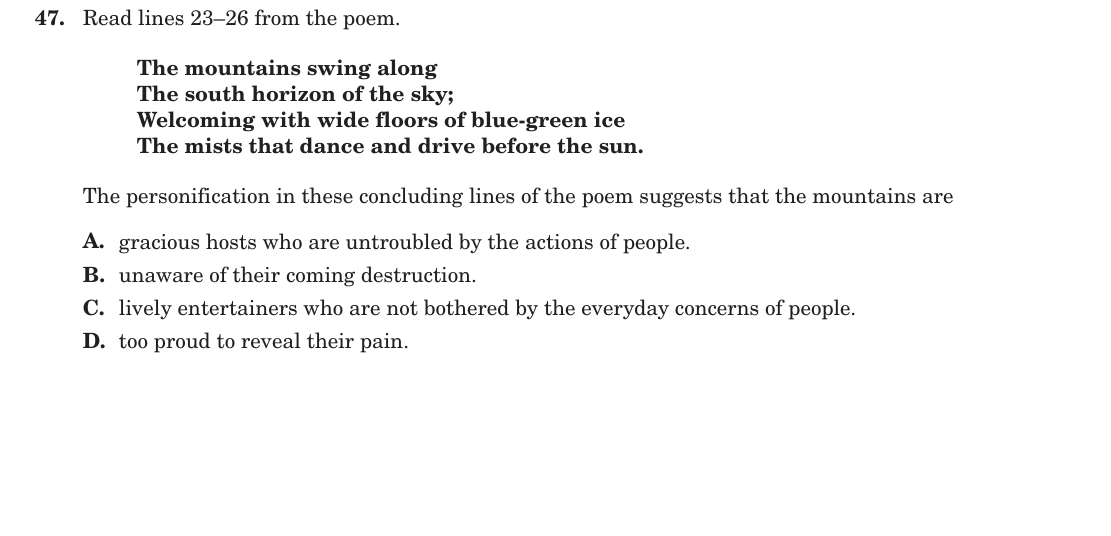 47. Read lines 23–26 from the poem.
The mountains swing along
The south horizon of the sky;
Welcoming with wide floors of blue-green ice
The mists that dance and drive before the sun.
The personification in these concluding lines of the poem suggests that the mountains are
A. gracious hosts who are untroubled by the actions of people.
B. unaware of their coming destruction.
C. lively entertainers who are not bothered by the everyday concerns of people.
D. too proud to reveal their pain.